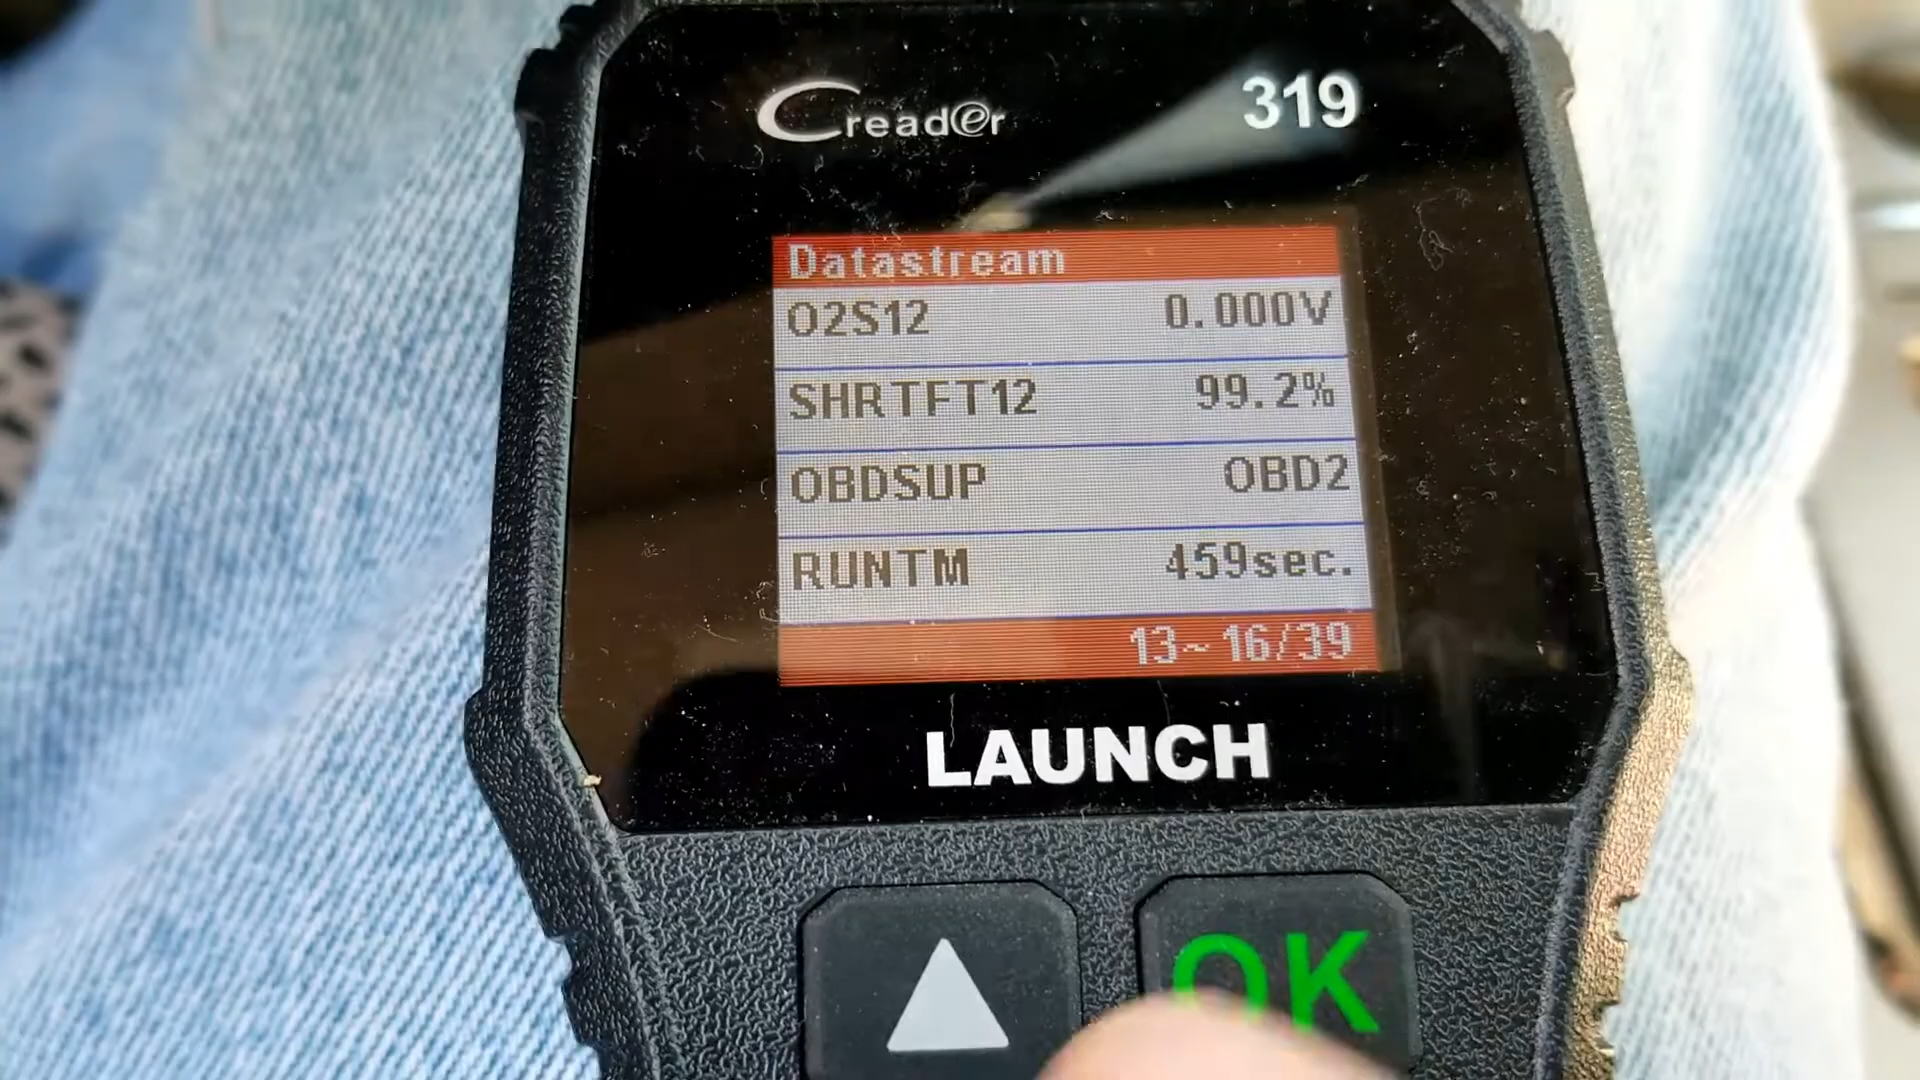 Creader 319
Datastream
O2S12 0.000V
SHRTFT12 99.2%
OBDSUP OBD2
RUNTM 459sec.
13~16/39
LAUNCH
OK